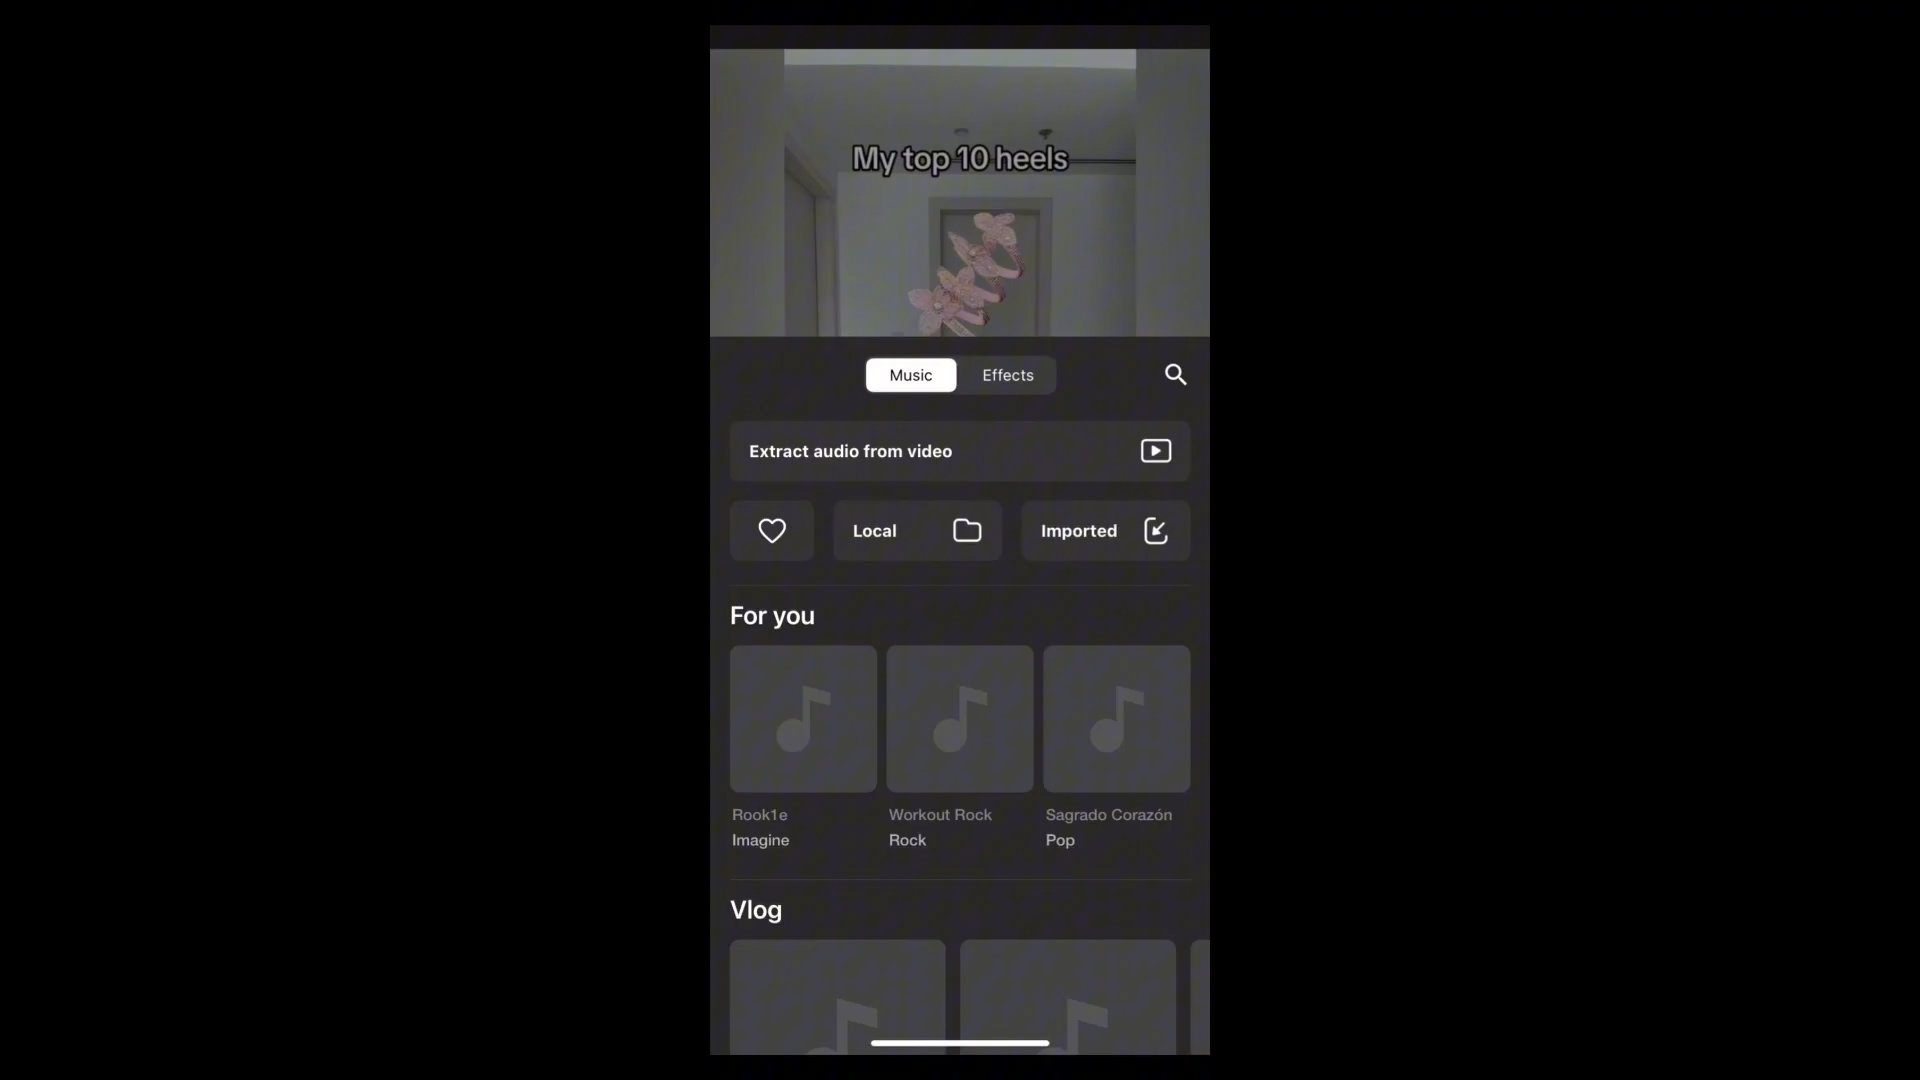 My top 10 heels
Music Effects
Extract audio from video
Local Imported
For you
Rook1e Workout Rock Sagrado Corazón
Imagine Rock Pop
Vlog